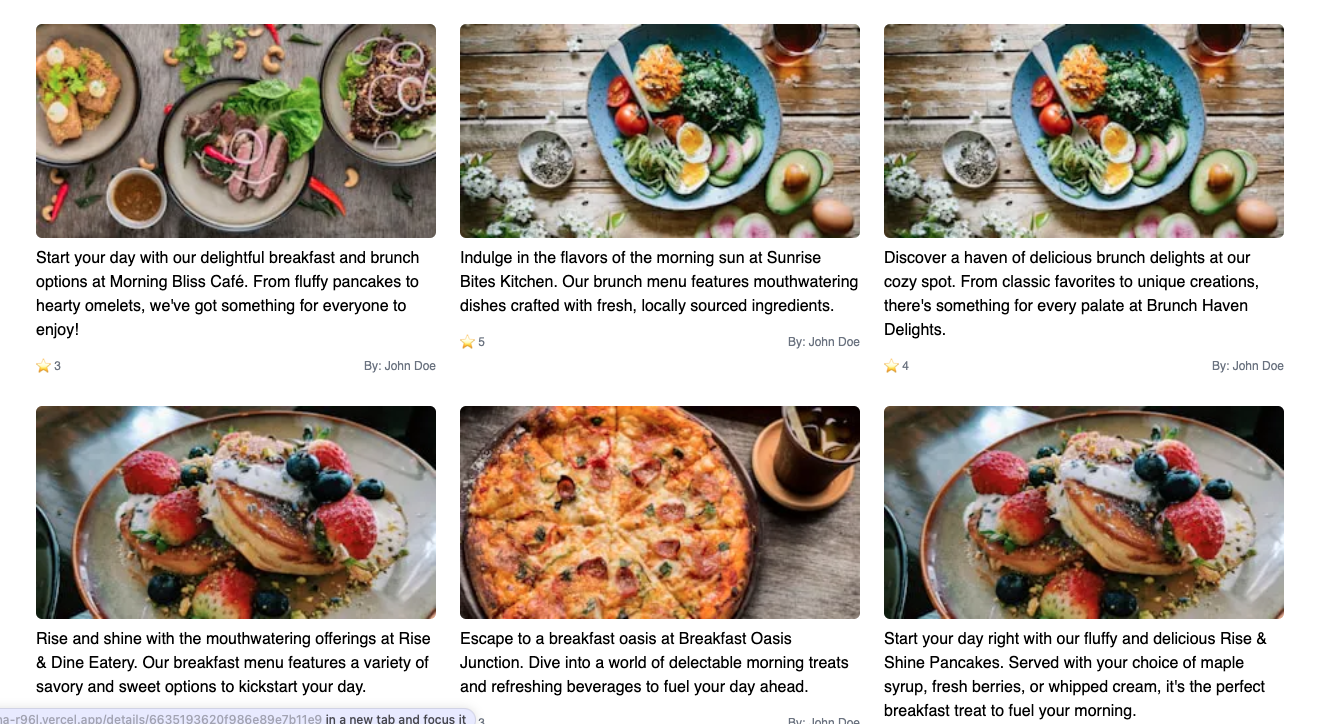 Start your day with our delightful breakfast and brunch
options at Morning Bliss Café. From fluffy pancakes to
hearty omelets, we've got something for everyone to
enjoy!
⭐ 3 By: John Doe
Indulge in the flavors of the morning sun at Sunrise
Bites Kitchen. Our brunch menu features mouthwatering
dishes crafted with fresh, locally sourced ingredients.
⭐ 5 By: John Doe
Discover a haven of delicious brunch delights at our
cozy spot. From classic favorites to unique creations,
there's something for every palate at Brunch Haven
Delights.
⭐ 4 By: John Doe
Rise and shine with the mouthwatering offerings at Rise
& Dine Eatery. Our breakfast menu features a variety of
savory and sweet options to kickstart your day.
Escape to a breakfast oasis at Breakfast Oasis
Junction. Dive into a world of delectable morning treats
and refreshing beverages to fuel your day ahead.
3 By: John Doe
Start your day right with our fluffy and delicious Rise &
Shine Pancakes. Served with your choice of maple
syrup, fresh berries, or whipped cream, it's the perfect
breakfast treat to fuel your morning.
na-r96l.vercel.app/details/6635193620f986e89e7b11e9 in a new tab and focus it